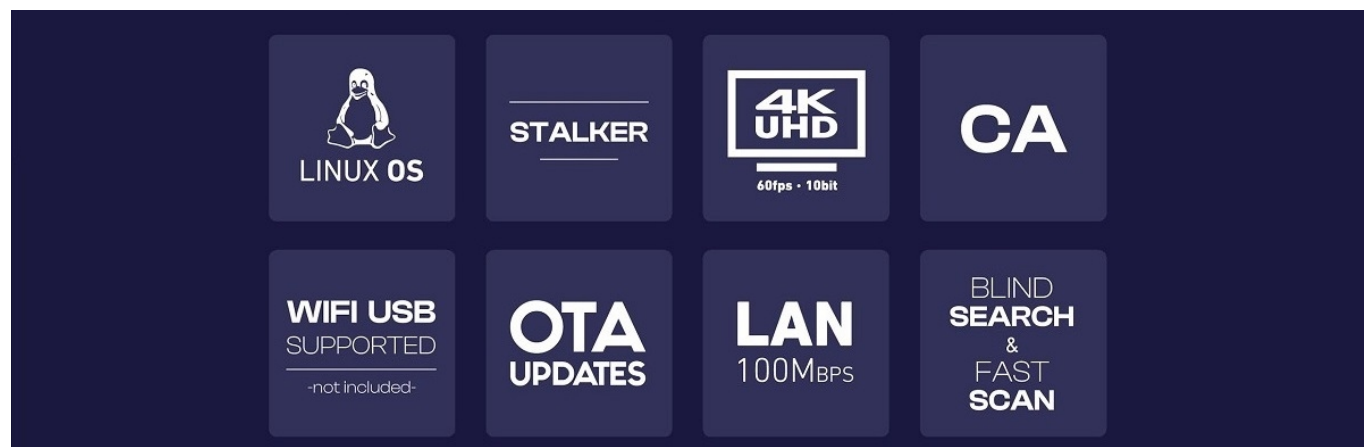 LINUX OS
STALKER
4K
UHD
60fps • 10bit
CA
WIFI USB
SUPPORTED
-not included-
OTA
UPDATES
LAN
100MBPS
BLIND
SEARCH
&
FAST
SCAN